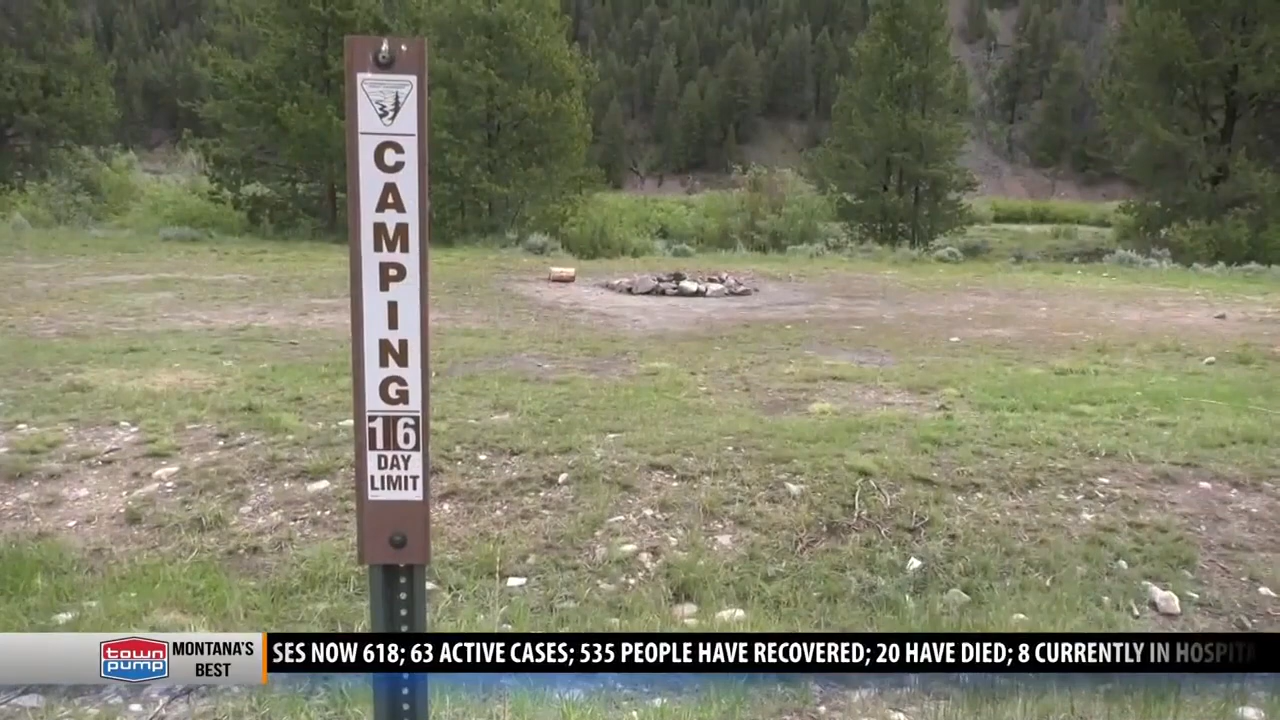 CAMPING
16
DAY
LIMIT
town
pump
MONTANA'S
BEST
SES NOW 618; 63 ACTIVE CASES; 535 PEOPLE HAVE RECOVERED; 20 HAVE DIED; 8 CURRENTLY IN HOSPITA